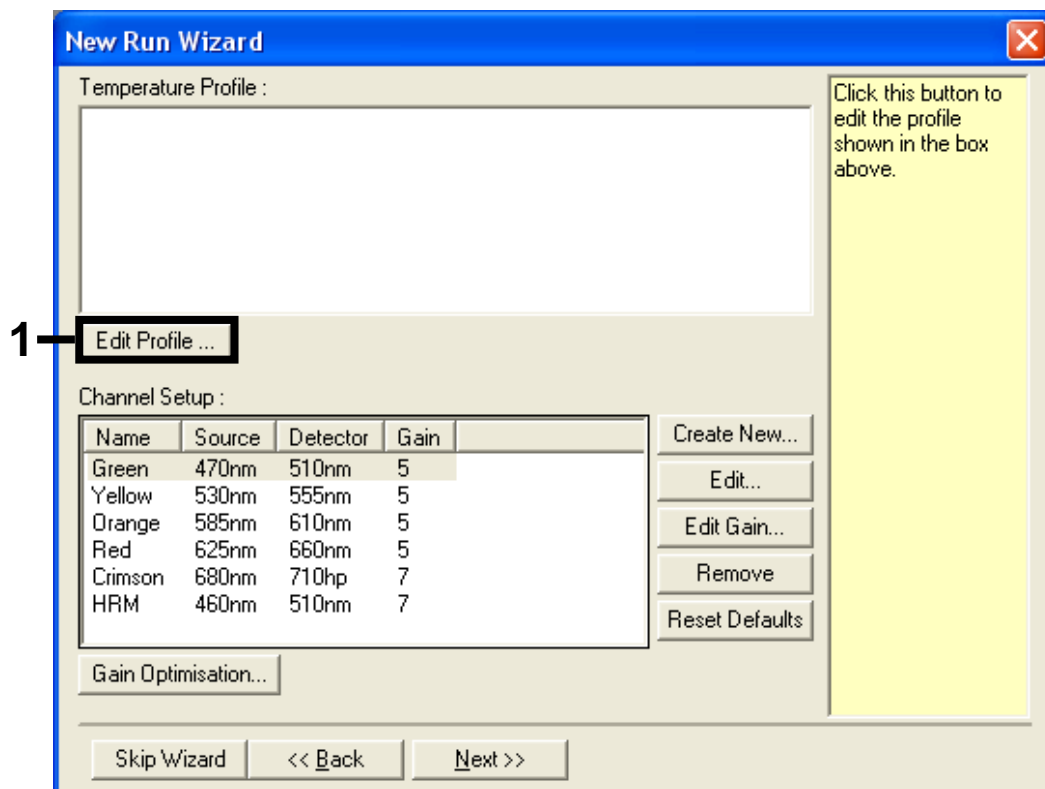 New Run Wizard
Temperature Profile :
Click this button to
edit the profile
shown in the box
above.
1
Edit Profile ...
Channel Setup :
Name Source Detector Gain
Green 470nm 510nm 5
Yellow 530nm 555nm 5
Orange 585nm 610nm 5
Red 625nm 660nm 5
Crimson 680nm 710hp 7
HRM 460nm 510nm 7
Create New...
Edit...
Edit Gain...
Remove
Reset Defaults
Gain Optimisation...
Skip Wizard << Back Next >>